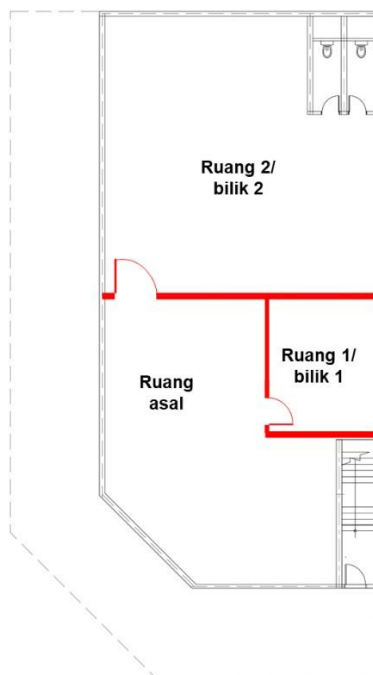 Ruang 2/
bilik 2
Ruang 1/
bilik 1
Ruang
asal